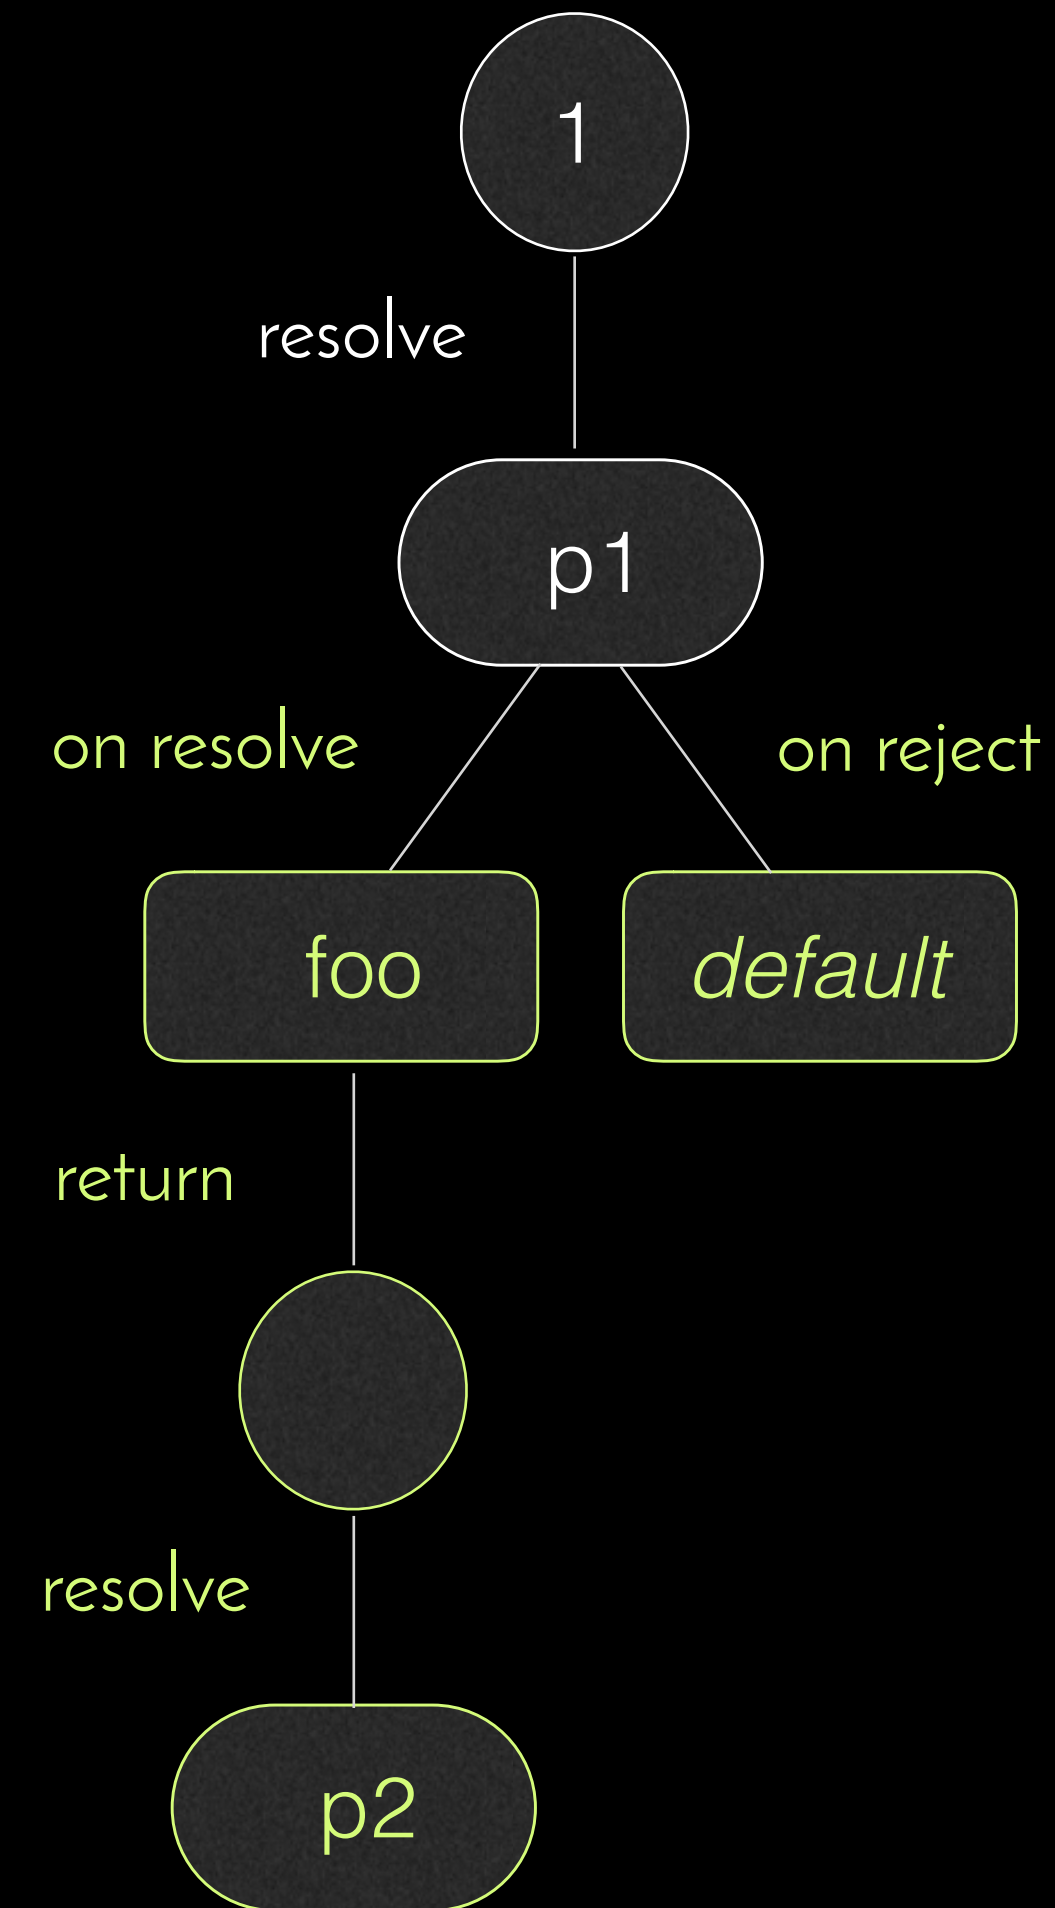 1
resolve
p1
on resolve
on reject
foo
default
return
resolve
p2